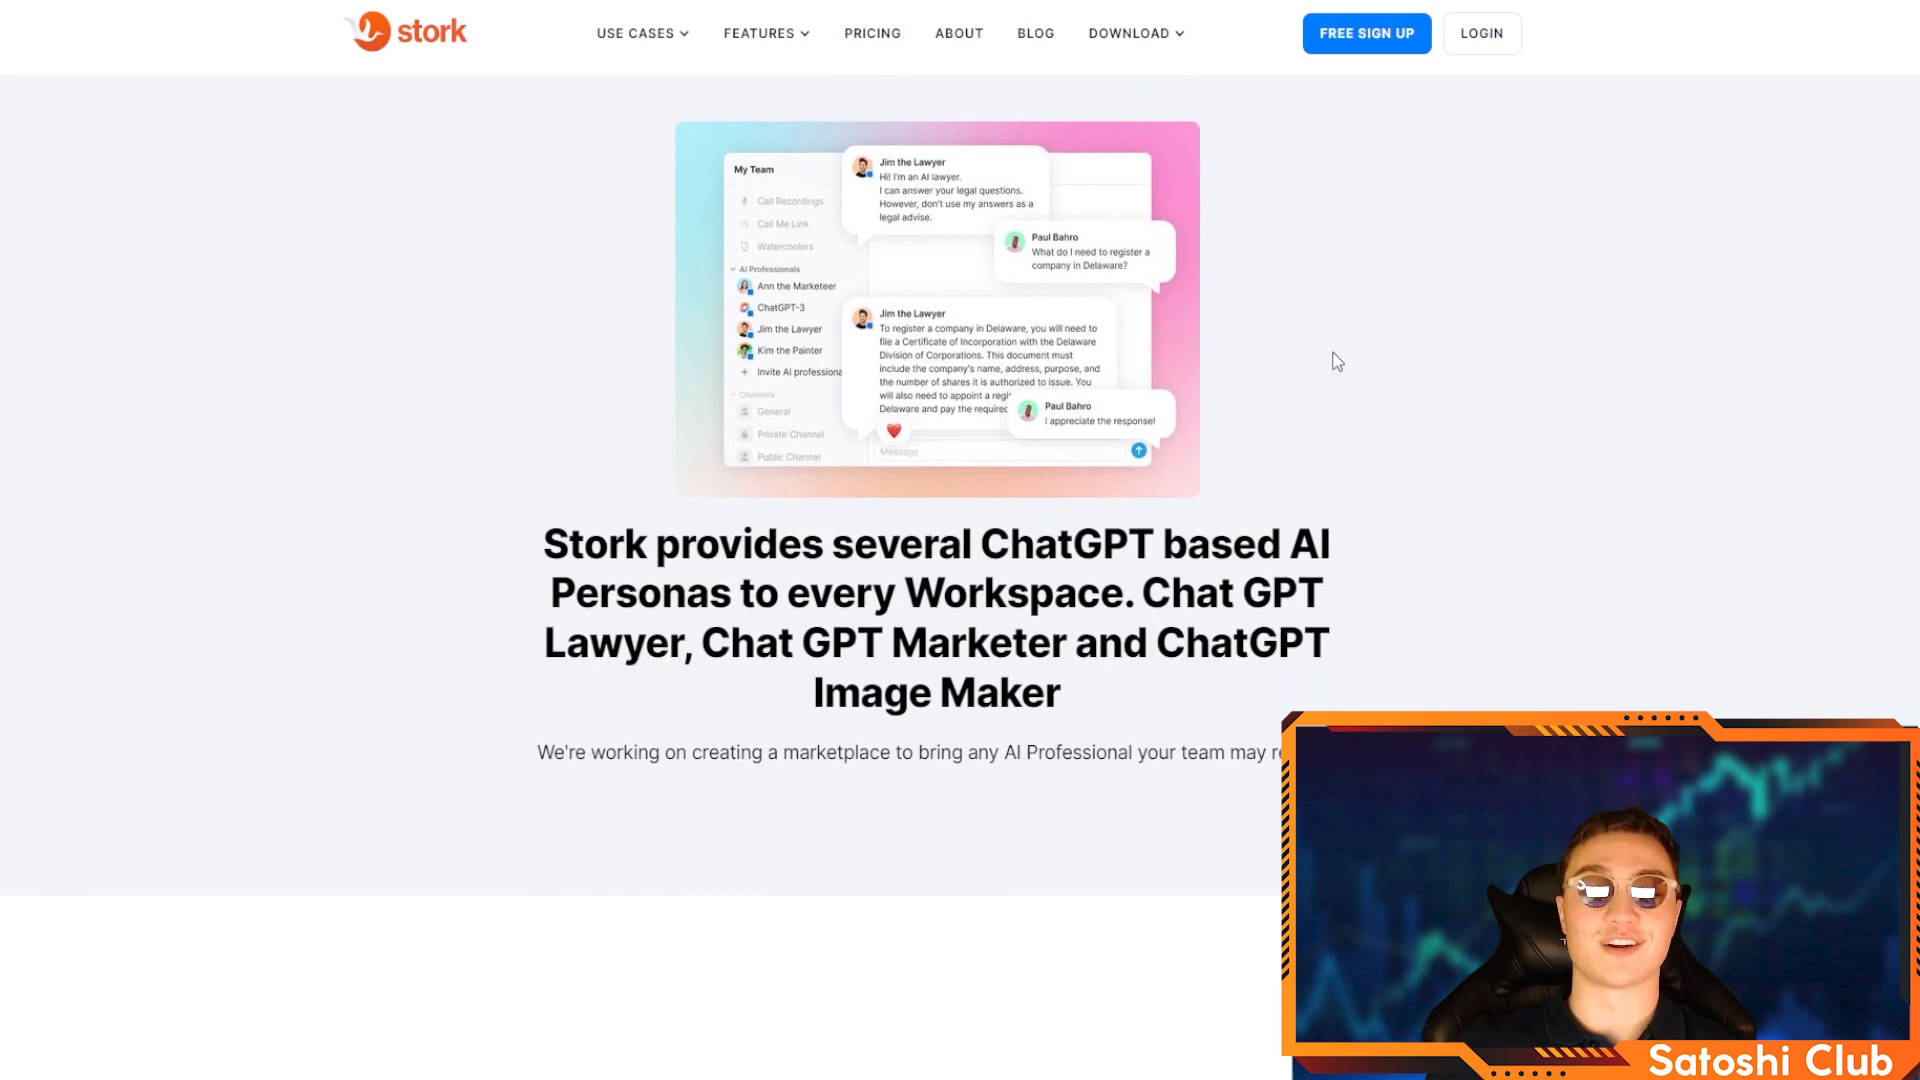 stork
USE CASES
FEATURES
PRICING
ABOUT
BLOG
DOWNLOAD
FREE SIGN UP
LOGIN
My Team
Call Recordings
Call Me Link
Watercoolers
AI Professionals
Ann the Marketeer
ChatGPT-3
Jim the Lawyer
Kim the Painter
Invite AI professiona
Channels
General
Private Channel
Public Channel
Jim the Lawyer
Hi! I'm an AI lawyer.
I can answer your legal questions.
However, don't use my answers as a
legal advise.
Paul Bahro
What do I need to register a
company in Delaware?
Jim the Lawyer
To register a company in Delaware, you will need to
file a Certificate of Incorporation with the Delaware
Division of Corporations. This document must
include the company's name, address, purpose, and
the number of shares it is authorized to issue. You
will also need to appoint a regi
Delaware and pay the required
Paul Bahro
I appreciate the response!
Message
Stork provides several ChatGPT based AI
Personas to every Workspace. Chat GPT
Lawyer, Chat GPT Marketer and ChatGPT
Image Maker
We're working on creating a marketplace to bring any AI Professional your team may re
Satoshi Club